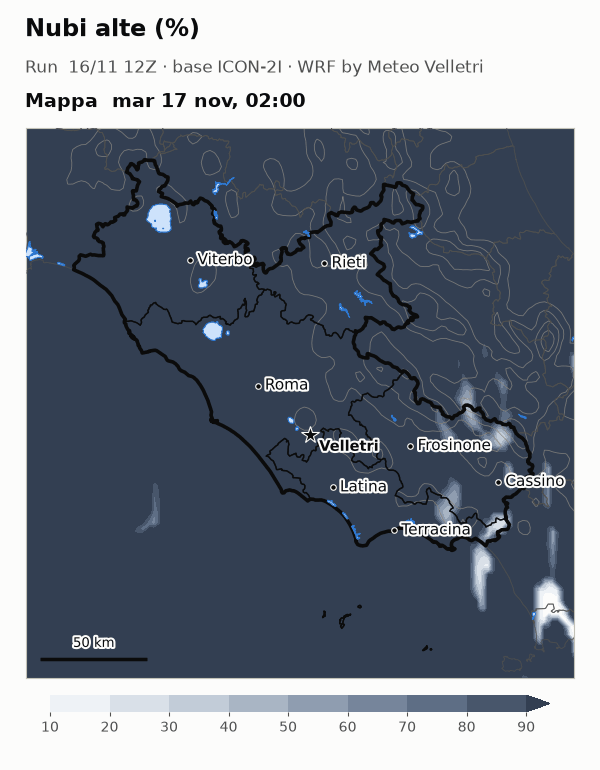 Nubi alte (%)
Run  16/11 12Z · base ICON-2I · WRF by Meteo Velletri
Mappa  mar 17 nov, 02:00
Viterbo
Rieti
Roma
Velletri
Frosinone
Cassino
Latina
Terracina
50 km
10 20 30 40 50 60 70 80 90